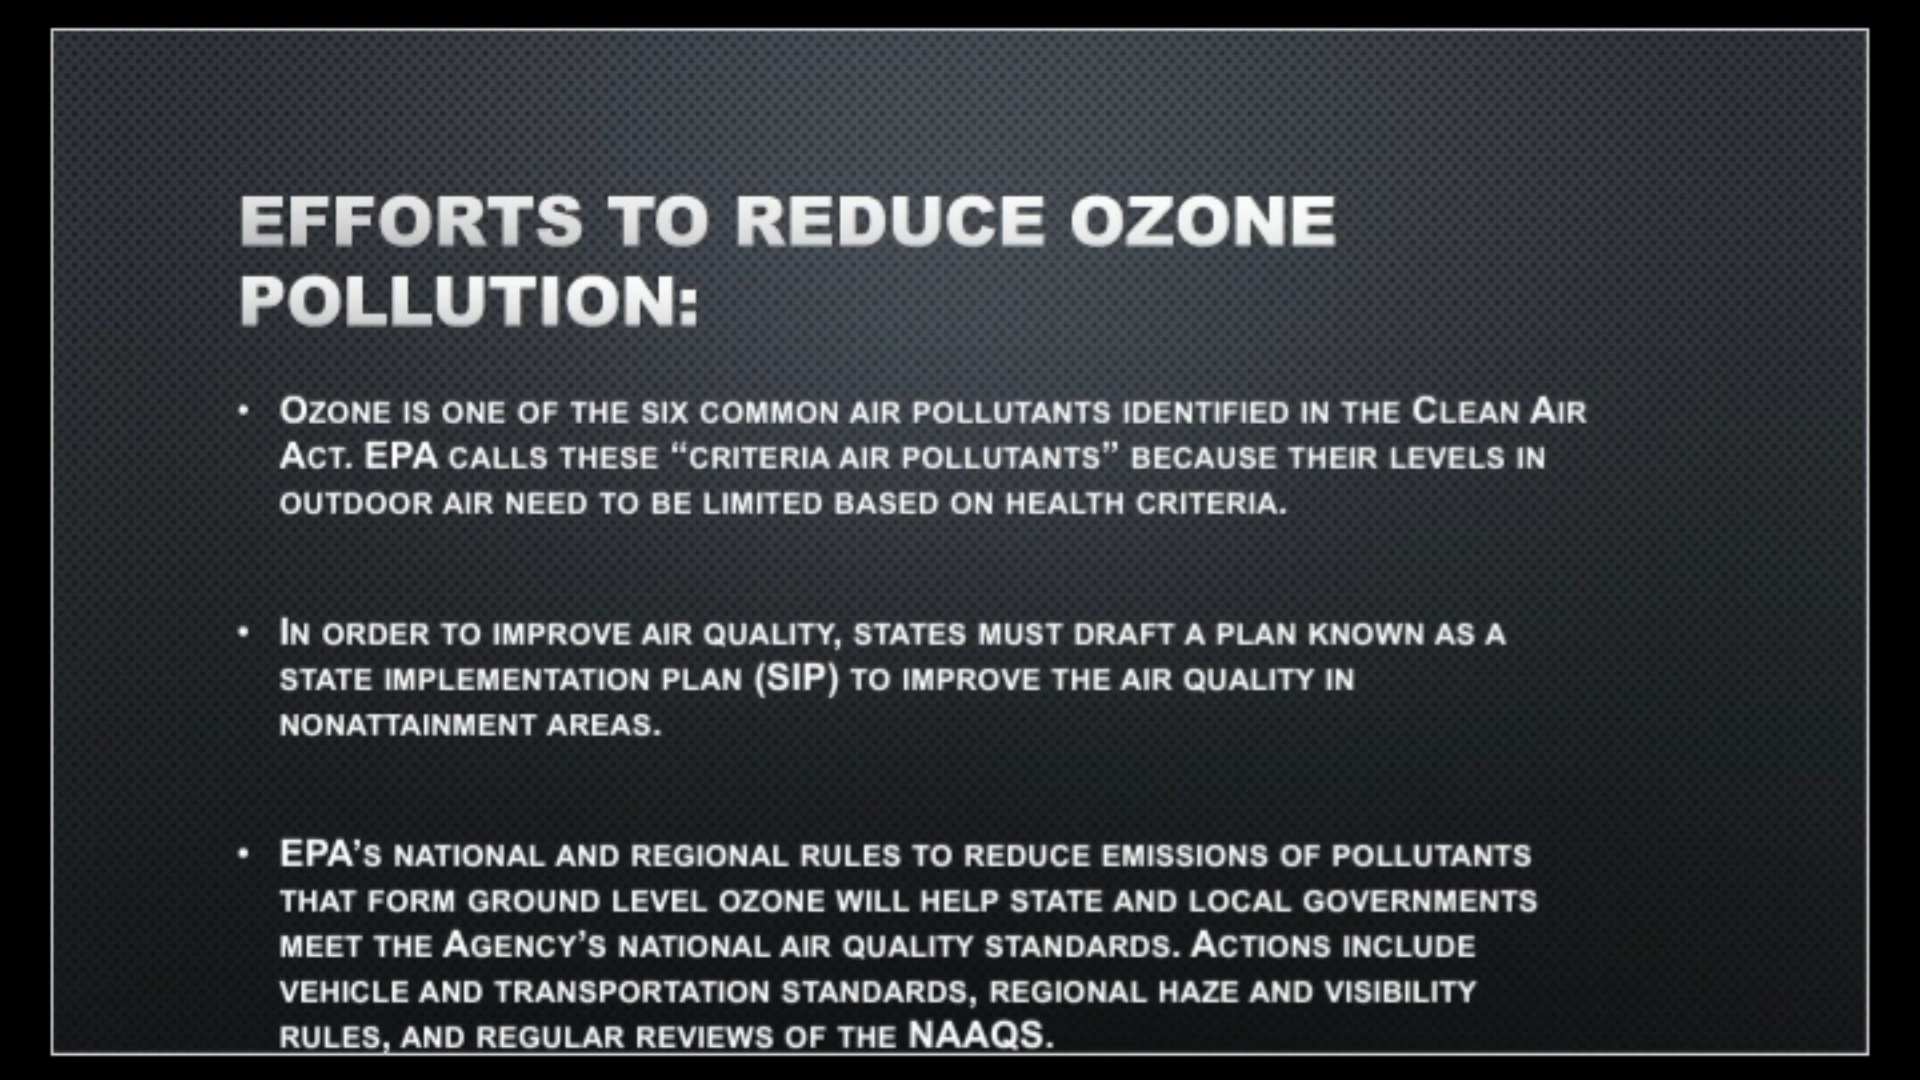 EFFORTS TO REDUCE OZONE
POLLUTION:
• Ozone is one of the six common air pollutants identified in the Clean Air
Act. EPA calls these “criteria air pollutants” because their levels in
outdoor air need to be limited based on health criteria.
• In order to improve air quality, states must draft a plan known as a
state implementation plan (SIP) to improve the air quality in
nonattainment areas.
• EPA’s national and regional rules to reduce emissions of pollutants
that form ground level ozone will help state and local governments
meet the Agency’s national air quality standards. Actions include
vehicle and transportation standards, regional haze and visibility
rules, and regular reviews of the NAAQS.